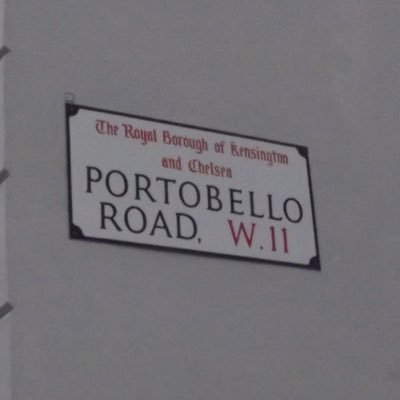 The Royal Borough of Kensington
and Chelsea
PORTOBELLO
ROAD, W.11